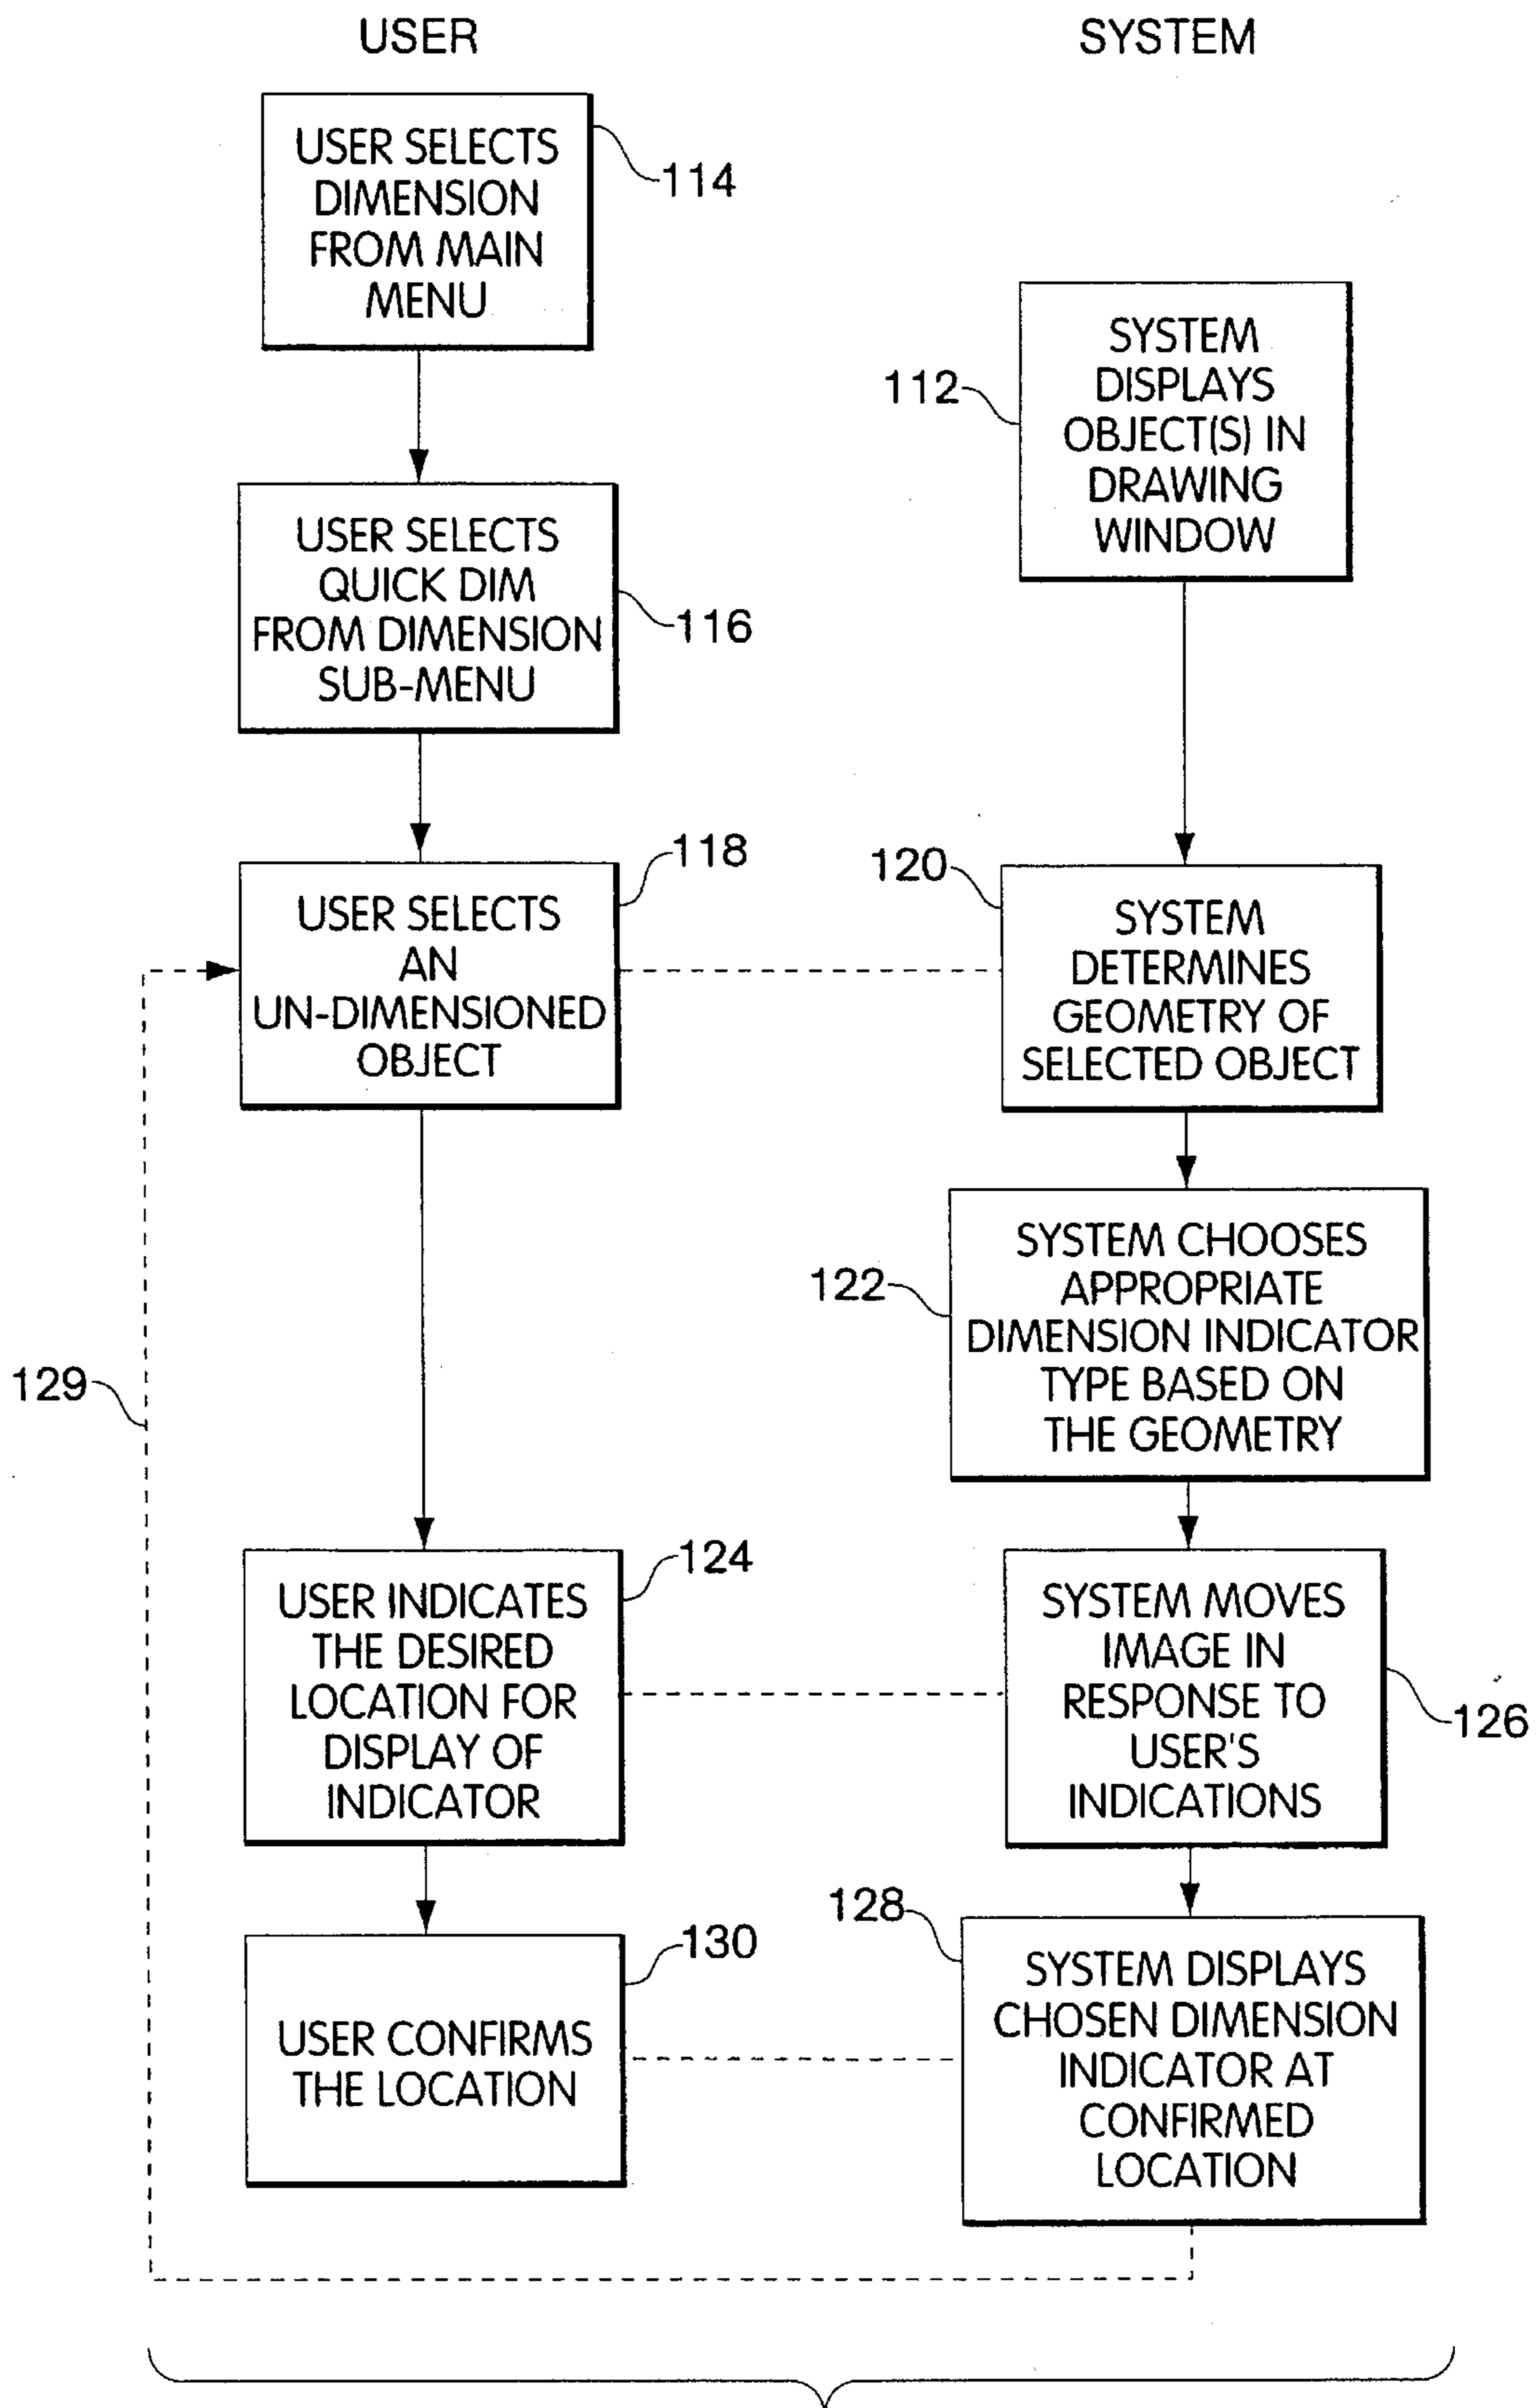 USER
SYSTEM
USER SELECTS
DIMENSION
FROM MAIN
MENU
114
SYSTEM
DISPLAYS
OBJECT(S) IN
DRAWING
WINDOW
112
USER SELECTS
QUICK DIM
FROM DIMENSION
SUB-MENU
116
USER SELECTS
AN
UN-DIMENSIONED
OBJECT
118
120
SYSTEM
DETERMINES
GEOMETRY OF
SELECTED OBJECT
122
SYSTEM CHOOSES
APPROPRIATE
DIMENSION INDICATOR
TYPE BASED ON
THE GEOMETRY
129
USER INDICATES
THE DESIRED
LOCATION FOR
DISPLAY OF
INDICATOR
124
SYSTEM MOVES
IMAGE IN
RESPONSE TO
USER'S
INDICATIONS
126
USER CONFIRMS
THE LOCATION
130
128
SYSTEM DISPLAYS
CHOSEN DIMENSION
INDICATOR AT
CONFIRMED
LOCATION